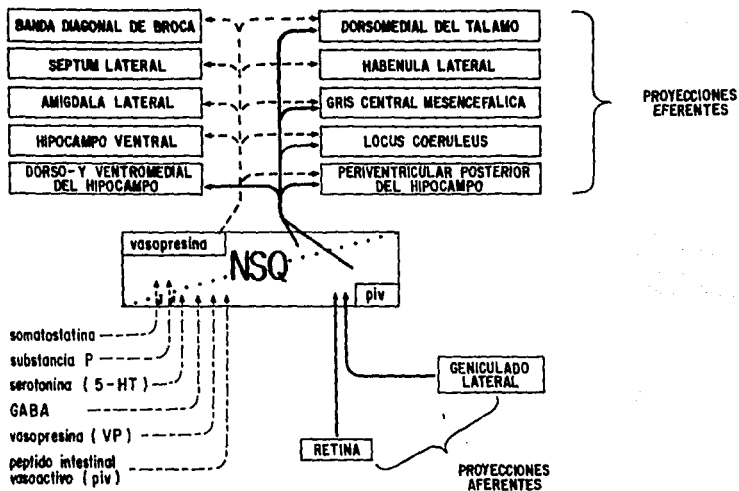 BANDA DIAGONAL DE BROCA
DORSOMEDIAL DEL TALAMO
SEPTUM LATERAL
HABENULA LATERAL
AMIGDALA LATERAL
GRIS CENTRAL MESENCEFALICA
HIPOCAMPO VENTRAL
LOCUS COERULEUS
DORSO-Y VENTROMEDIAL
DEL HIPOCAMPO
PERIVENTRICULAR POSTERIOR
DEL HIPOCAMPO
PROYECCIONES
EFERENTES
vasopresina
NSQ
piv
somatostatina
substancia P
serotonina (5-HT)
GABA
vasopresina (VP)
peptido intestinal
vasoactivo (piv)
GENICULADO
LATERAL
RETINA
PROYECCIONES
AFERENTES